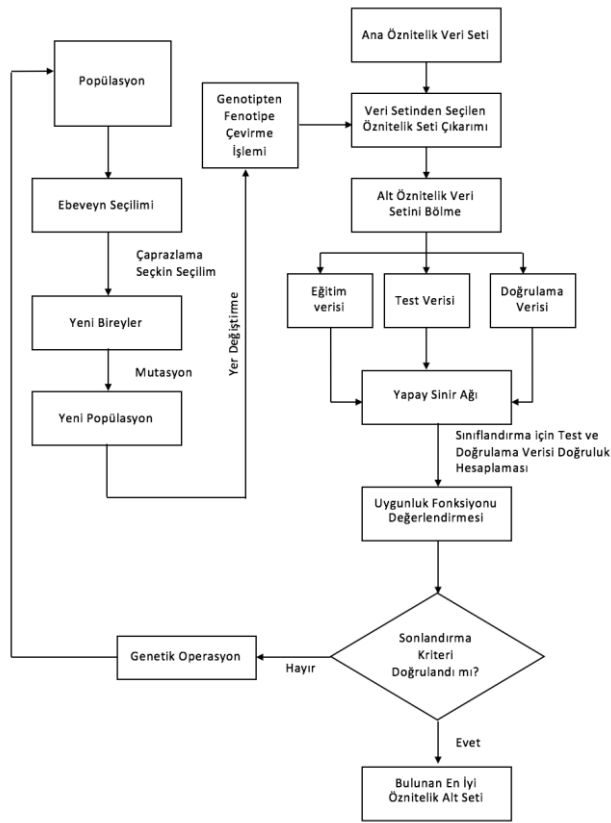 Popülasyon
Ebeveyn Seçilimi
Çaprazlama
Seçkin Seçilim
Yeni Bireyler
Mutasyon
Yeni Popülasyon
Yer Değiştirme
Genotipten
Fenotipe
Çevirme
İşlemi
Ana Öznitelik Veri Seti
Veri Setinden Seçilen
Öznitelik Seti Çıkarımı
Alt Öznitelik Veri
Setini Bölme
Eğitim
verisi
Test Verisi
Doğrulama
Verisi
Yapay Sinir Ağı
Sınıflandırma için Test ve
Doğrulama Verisi Doğruluk
Hesaplaması
Uygunluk Fonksiyonu
Değerlendirmesi
Sonlandırma
Kriteri
Doğrulandı mı?
Hayır
Genetik Operasyon
Evet
Bulunan En İyi
Öznitelik Alt Seti